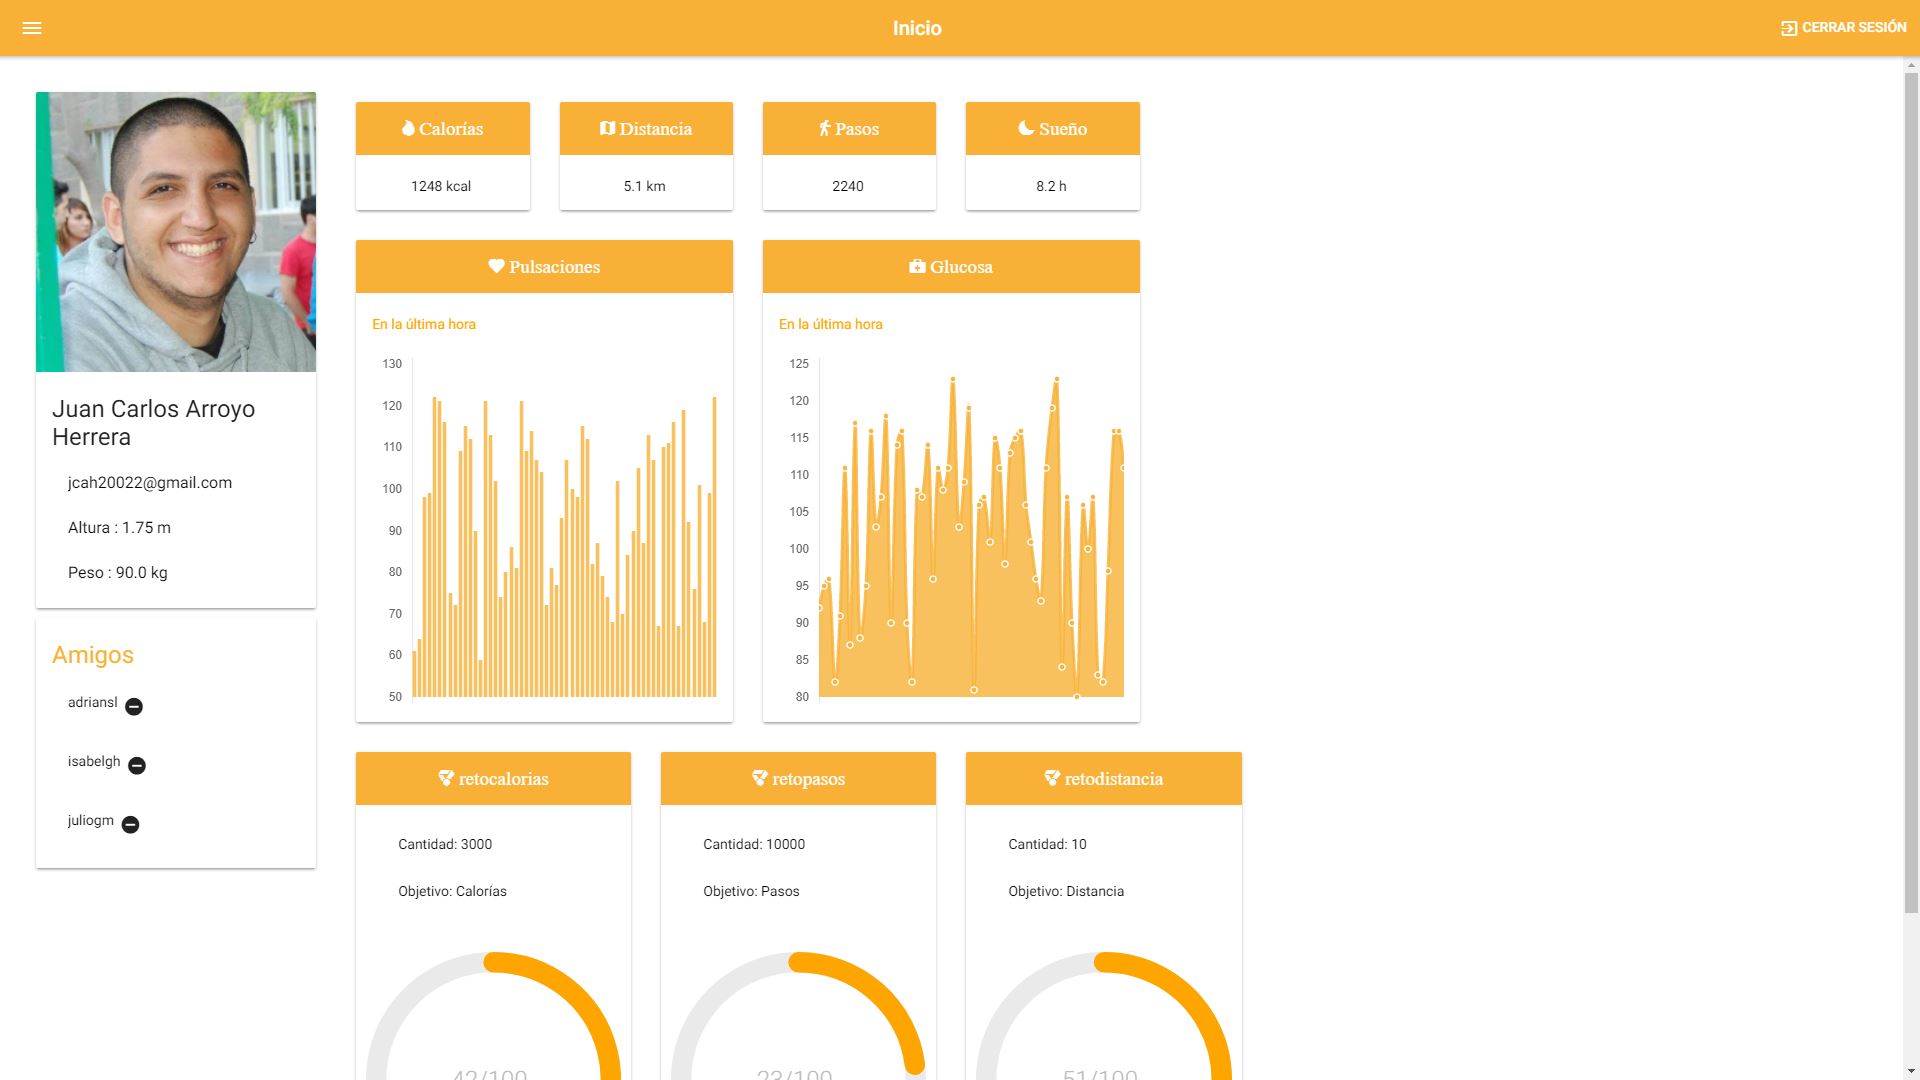 Inicio
CERRAR SESIÓN
Juan Carlos Arroyo
Herrera
jcah20022@gmail.com
Altura : 1.75 m
Peso : 90.0 kg
Amigos
adriansl
isabelgh
juliogm
Calorías
1248 kcal
Distancia
5.1 km
Pasos
2240
Sueño
8.2 h
Pulsaciones
En la última hora
130
120
110
100
90
80
70
60
50
Glucosa
En la última hora
125
120
115
110
105
100
95
90
85
80
retocalorias
Cantidad: 3000
Objetivo: Calorías
42/100
retopasos
Cantidad: 10000
Objetivo: Pasos
23/100
retodistancia
Cantidad: 10
Objetivo: Distancia
51/100